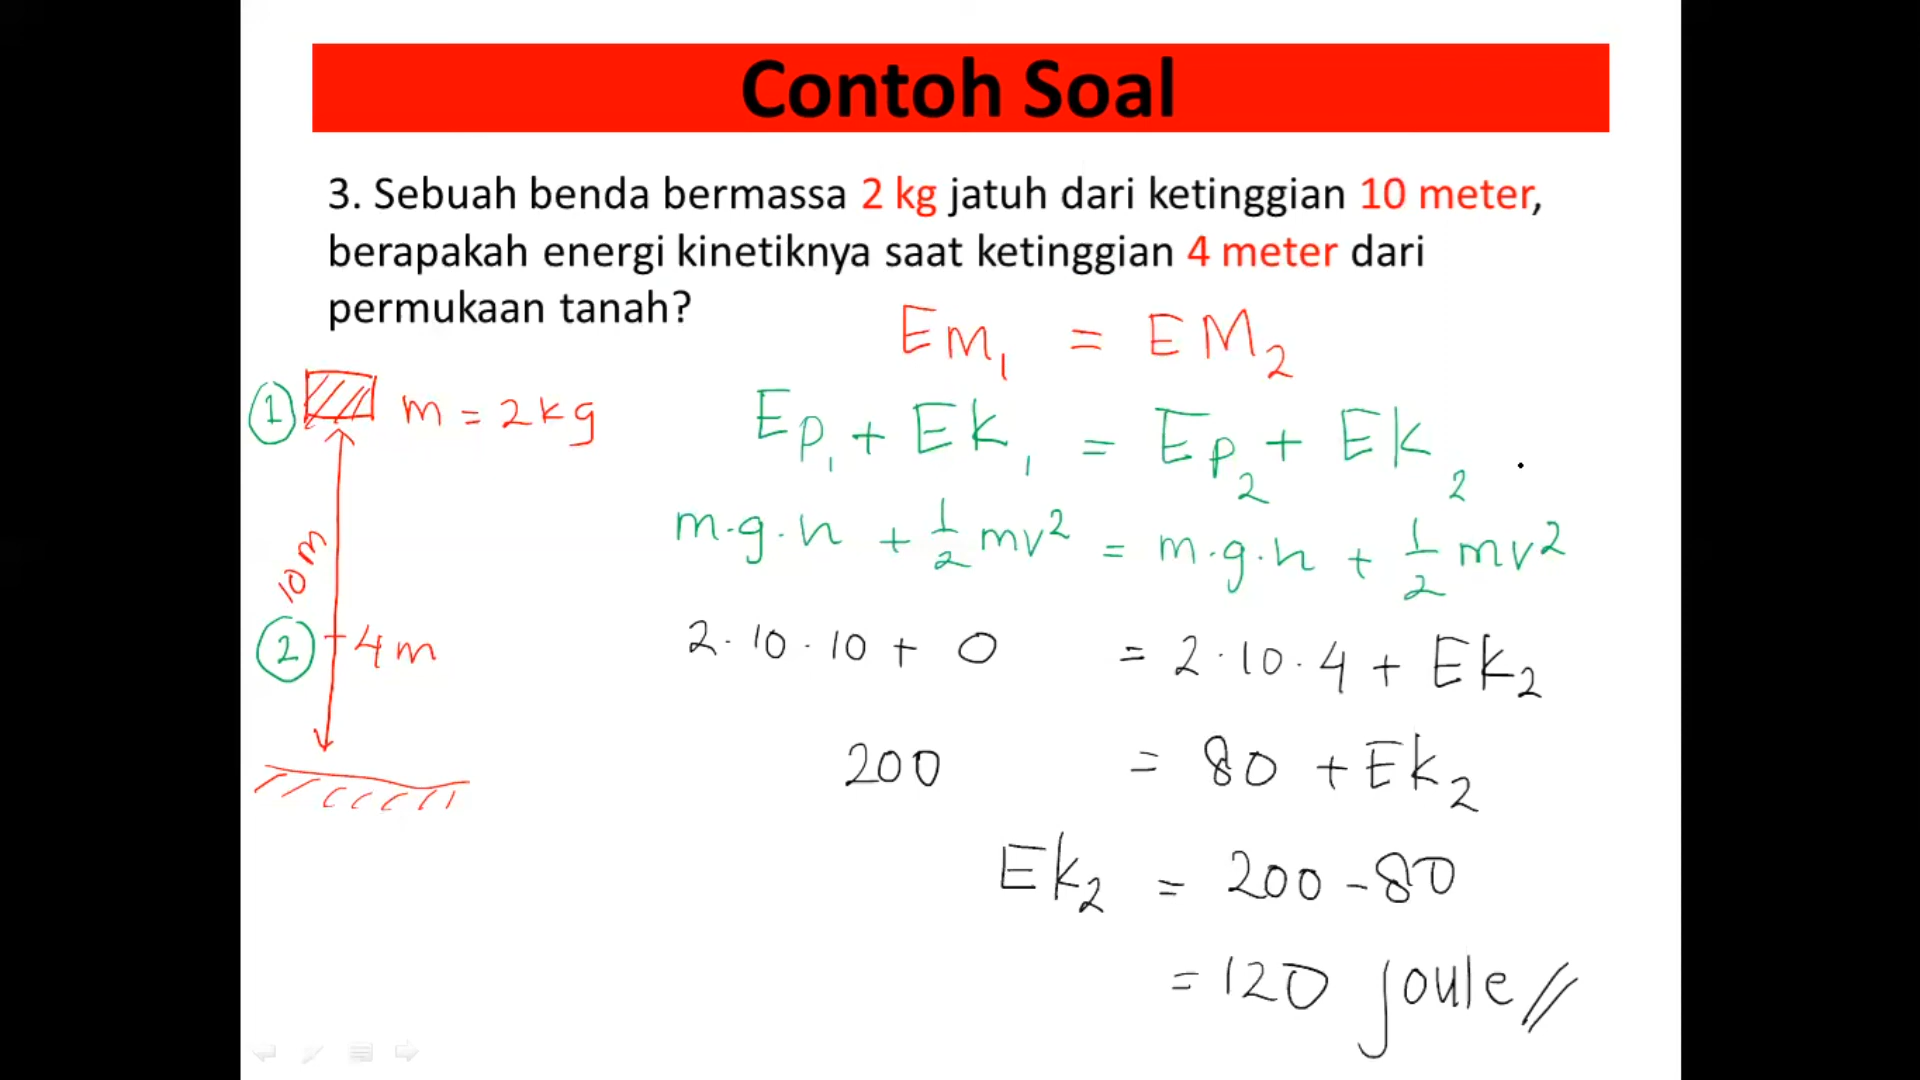 Contoh Soal
3. Sebuah benda bermassa 2 kg jatuh dari ketinggian 10 meter,
berapakah energi kinetiknya saat ketinggian 4 meter dari
permukaan tanah?
EM₁ = EM₂
① m = 2kg
Ep₁ + EK₁ = Ep₂ + EK₂
m.g.h + 1/2 mv² = m.g.h + 1/2 mv²
10 m
② 4 m
2.10.10 + 0 = 2.10.4 + EK₂
200 = 80 + EK₂
EK₂ = 200 - 80
= 120 joule //